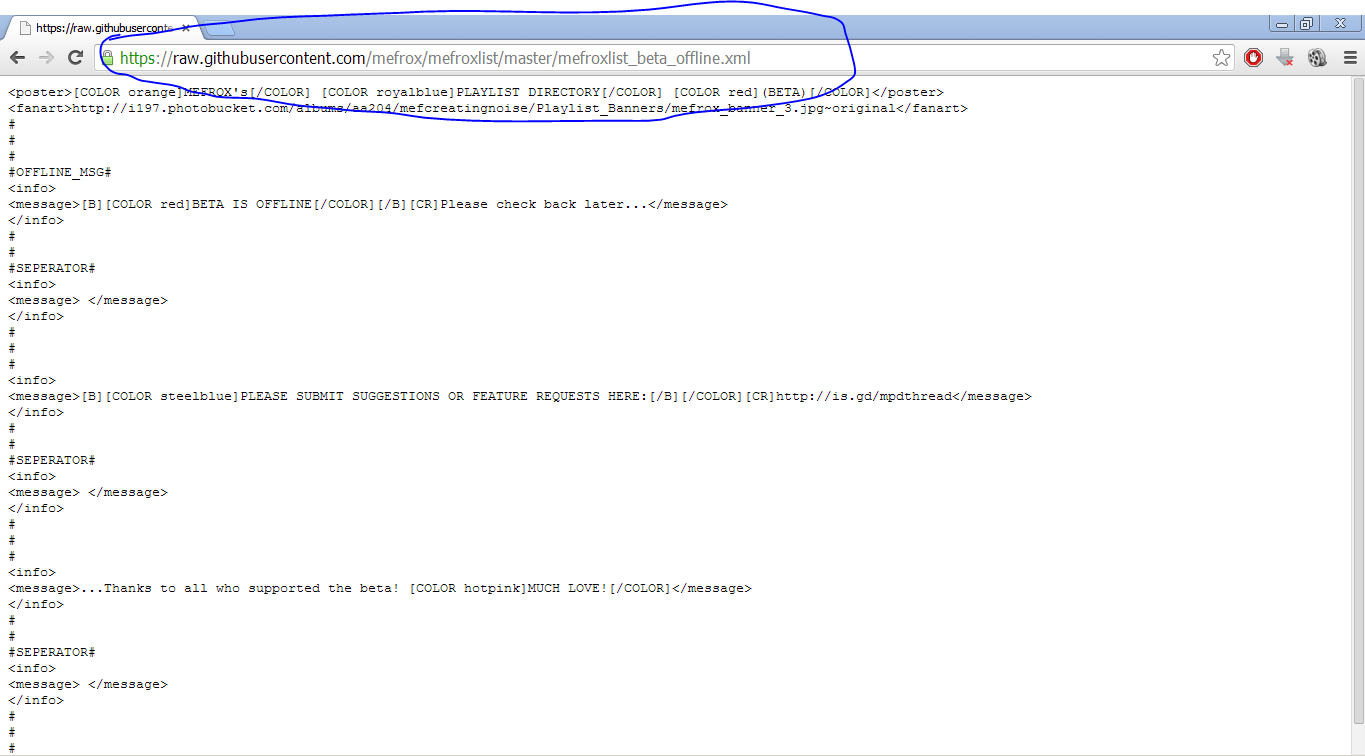 https://raw.githubuserconte
https://raw.githubusercontent.com/mefrox/mefroxlist/master/mefroxlist_beta_offline.xml
<poster>[COLOR orange]MEFROX's[/COLOR] [COLOR royalblue]PLAYLIST DIRECTORY[/COLOR] [COLOR red](BETA)[/COLOR]</poster>
<fanart>http://i197.photobucket.com/albums/aa204/mefcreatingnoise/Playlist_Banners/mefrox_banner_3.jpg~original</fanart>
#
#
#
#OFFLINE_MSG#
<info>
<message>[B][COLOR red]BETA IS OFFLINE[/COLOR][/B][CR]Please check back later...</message>
</info>
#
#
#SEPERATOR#
<info>
<message> </message>
</info>
#
#
#
<info>
<message>[B][COLOR steelblue]PLEASE SUBMIT SUGGESTIONS OR FEATURE REQUESTS HERE:[/B][/COLOR][CR]http://is.gd/mpdthread</message>
</info>
#
#
#SEPERATOR#
<info>
<message> </message>
</info>
#
#
#
<info>
<message>...Thanks to all who supported the beta! [COLOR hotpink]MUCH LOVE![/COLOR]</message>
</info>
#
#
#SEPERATOR#
<info>
<message> </message>
</info>
#
#
#